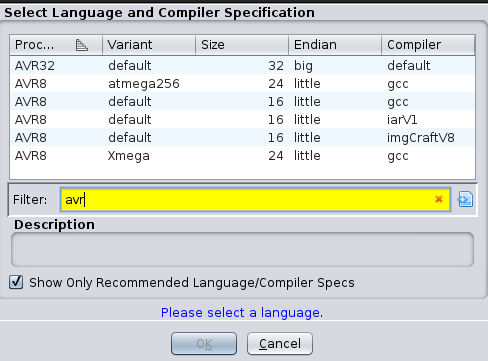 Select Language and Compiler Specification
Proc... Variant Size Endian Compiler
AVR32 default 32 big default
AVR8 atmega256 24 little gcc
AVR8 default 16 little gcc
AVR8 default 16 little iarV1
AVR8 default 16 little imgCraftV8
AVR8 Xmega 24 little gcc
Filter: avr
Description
Show Only Recommended Language/Compiler Specs
Please select a language.
OK Cancel